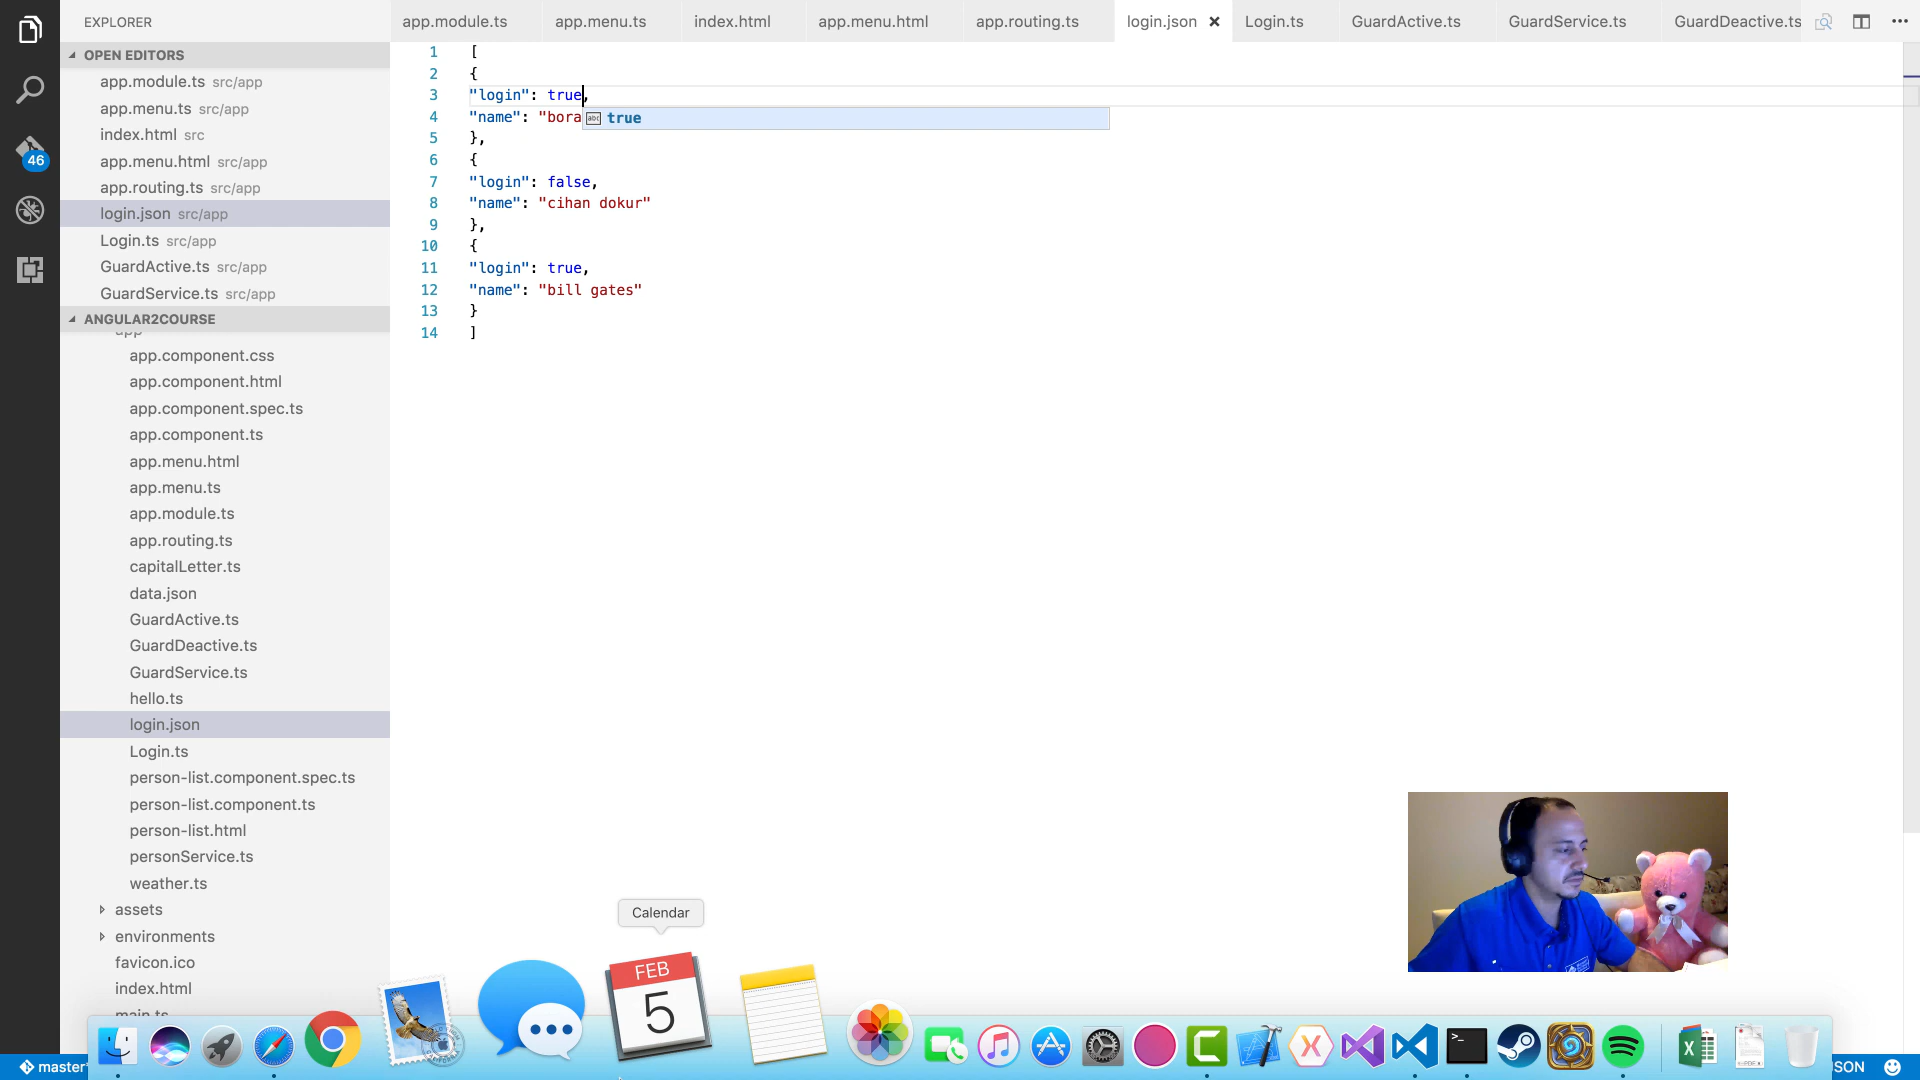 EXPLORER
app.module.ts
app.menu.ts
index.html
app.menu.html
app.routing.ts
login.json
Login.ts
GuardActive.ts
GuardService.ts
GuardDeactive.ts
OPEN EDITORS
app.module.ts src/app
app.menu.ts src/app
index.html src
app.menu.html src/app
app.routing.ts src/app
login.json src/app
Login.ts src/app
GuardActive.ts src/app
GuardService.ts src/app
46
ANGULAR2COURSE
app
app.component.css
app.component.html
app.component.spec.ts
app.component.ts
app.menu.html
app.menu.ts
app.module.ts
app.routing.ts
capitalLetter.ts
data.json
GuardActive.ts
GuardDeactive.ts
GuardService.ts
hello.ts
login.json
Login.ts
person-list.component.spec.ts
person-list.component.ts
person-list.html
personService.ts
weather.ts
assets
environments
favicon.ico
index.html
main.ts
1 [
2 {
3 "login": true,
4 "name": "bora
true
5 },
6 {
7 "login": false,
8 "name": "cihan dokur"
9 },
10 {
11 "login": true,
12 "name": "bill gates"
13 }
14 ]
Calendar
FEB
5
master
SON